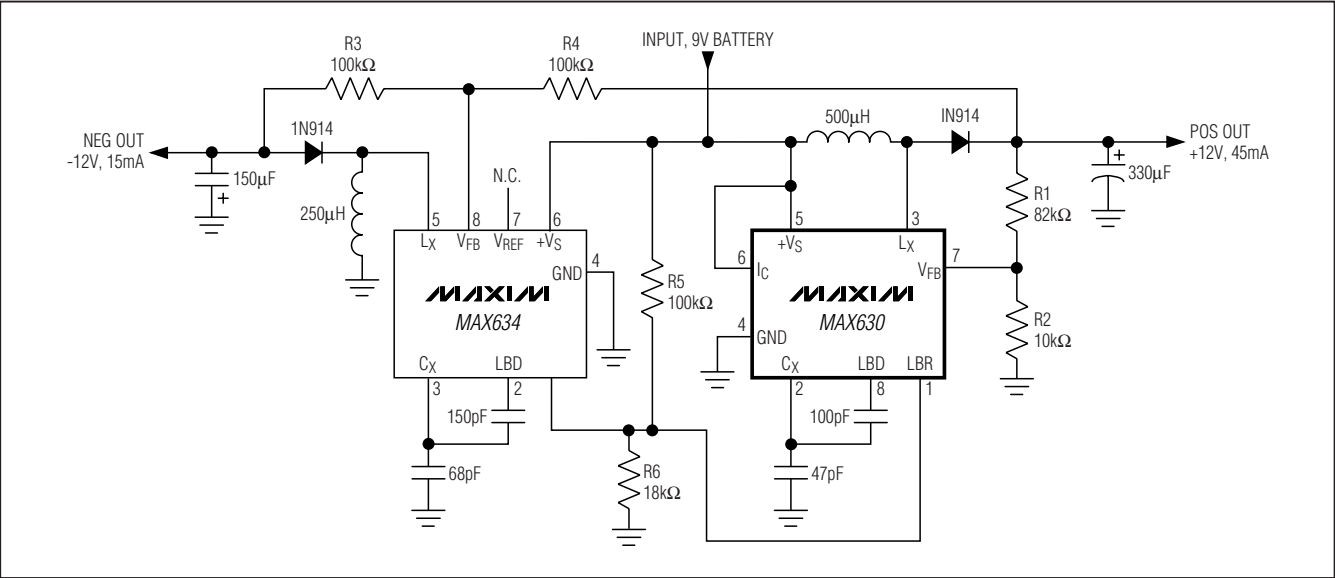 R3
100kΩ
R4
100kΩ
INPUT, 9V BATTERY
NEG OUT
-12V, 15mA
1N914
150µF
+
250µH
N.C.
500µH
IN914
POS OUT
+12V, 45mA
+
330µF
R1
82kΩ
R2
10kΩ
R5
100kΩ
R6
18kΩ
5
8
7
6
LX
VFB
VREF
+VS
GND
4
MAXIM
MAX634
CX
LBD
3
2
150pF
68pF
5
3
+VS
LX
6
IC
VFB
7
MAXIM
MAX630
4
GND
CX
LBD
LBR
2
8
1
100pF
47pF